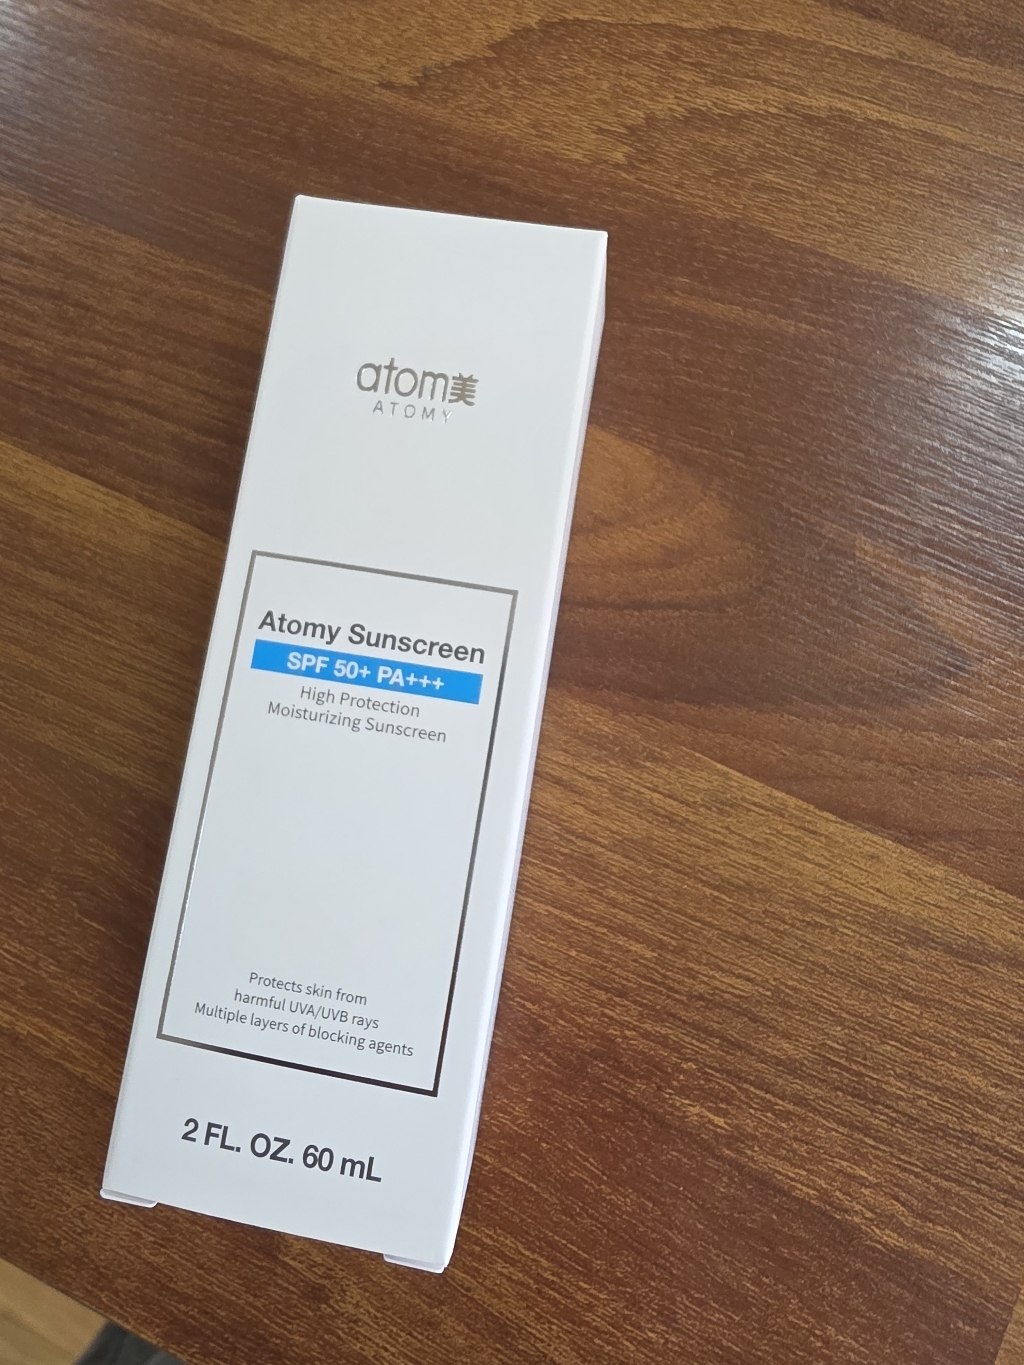 atom美
ATOMY
Atomy Sunscreen
SPF 50+ PA+++
High Protection
Moisturizing Sunscreen
Protects skin from
harmful UVA/UVB rays
Multiple layers of blocking agents
2 FL. OZ. 60 mL